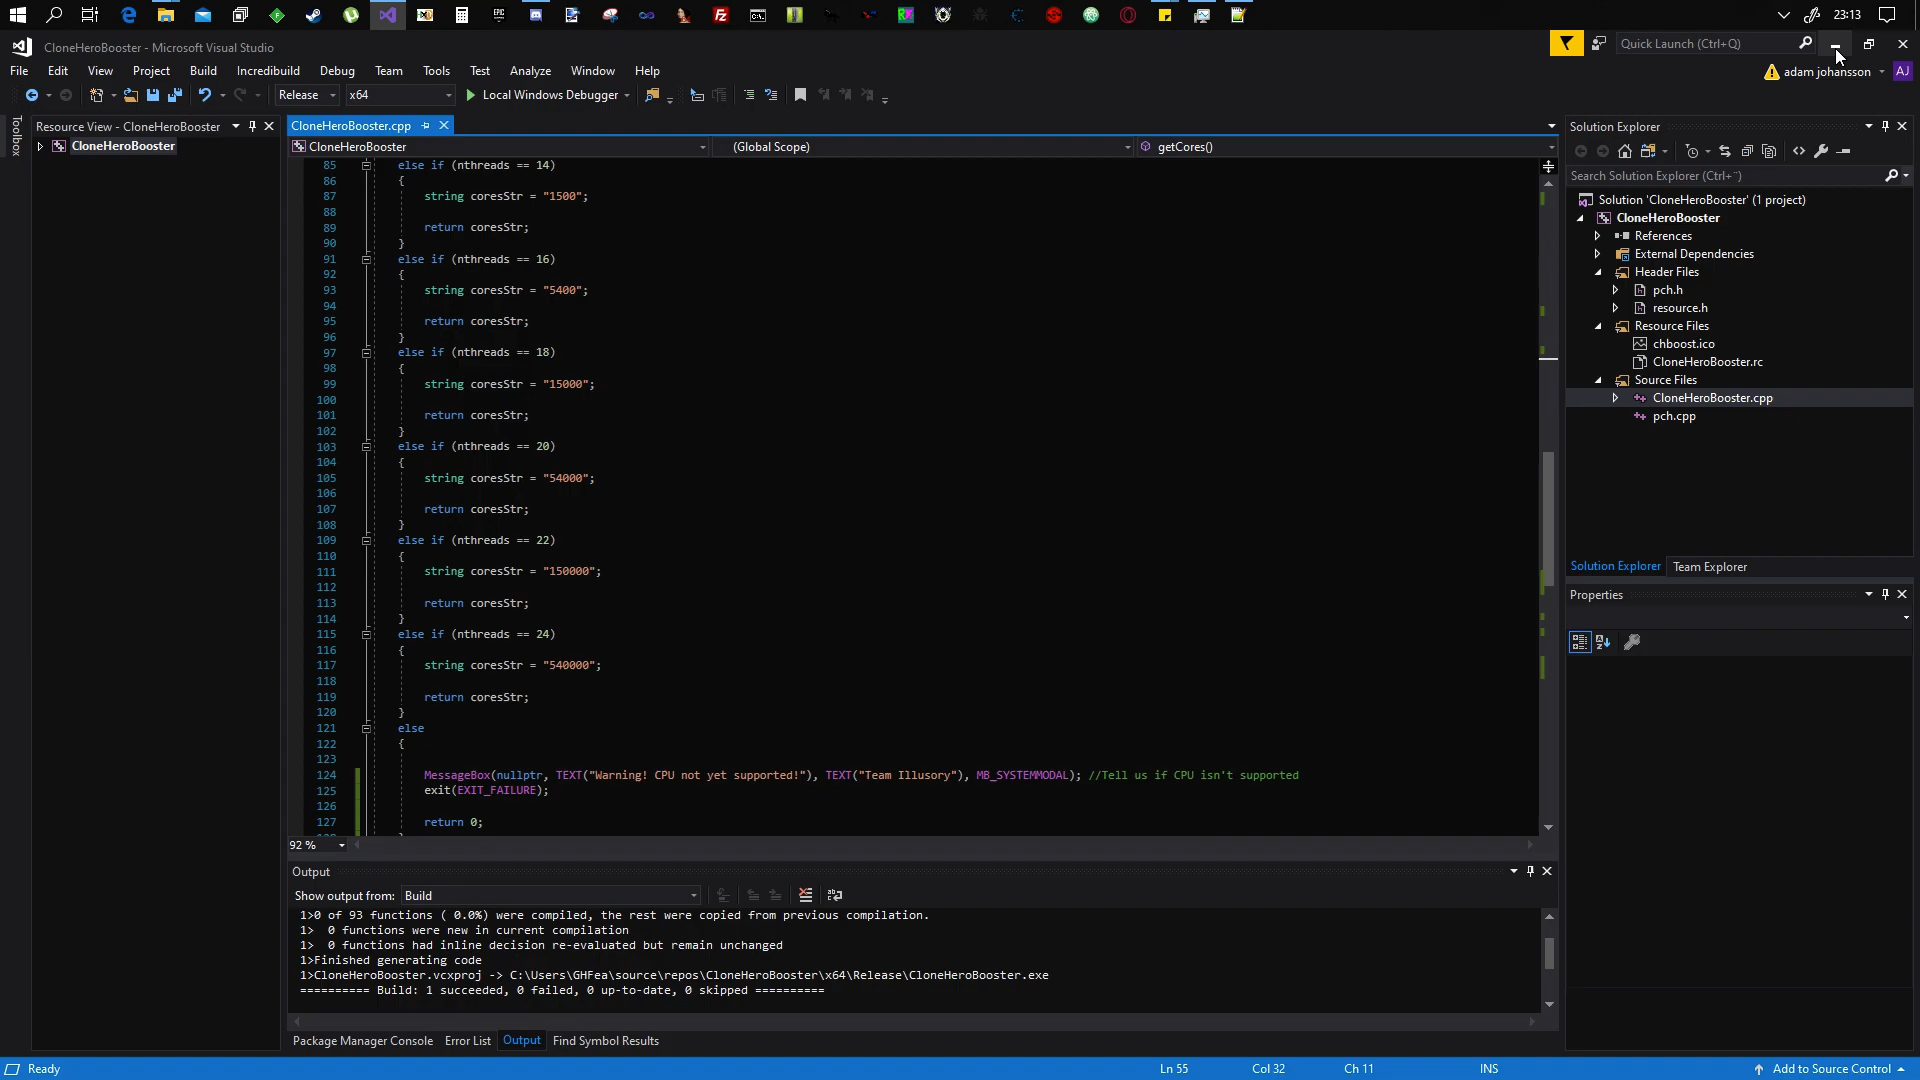 23:13
CloneHeroBooster - Microsoft Visual Studio
Quick Launch (Ctrl+Q)
File Edit View Project Build Incredibuild Debug Team Tools Test Analyze Window Help
adam johansson AJ
Release x64 Local Windows Debugger
Toolbox
Resource View - CloneHeroBooster
CloneHeroBooster
CloneHeroBooster.cpp
CloneHeroBooster (Global Scope) getCores()
85 else if (nthreads == 14)
86 {
87 string coresStr = "1500";
88
89 return coresStr;
90 }
91 else if (nthreads == 16)
92 {
93 string coresStr = "5400";
94
95 return coresStr;
96 }
97 else if (nthreads == 18)
98 {
99 string coresStr = "15000";
100
101 return coresStr;
102 }
103 else if (nthreads == 20)
104 {
105 string coresStr = "54000";
106
107 return coresStr;
108 }
109 else if (nthreads == 22)
110 {
111 string coresStr = "150000";
112
113 return coresStr;
114 }
115 else if (nthreads == 24)
116 {
117 string coresStr = "540000";
118
119 return coresStr;
120 }
121 else
122 {
123
124 MessageBox(nullptr, TEXT("Warning! CPU not yet supported!"), TEXT("Team Illusory"), MB_SYSTEMMODAL); //Tell us if CPU isn't supported
125 exit(EXIT_FAILURE);
126
127 return 0;
92 %
Output
Show output from: Build
1>0 of 93 functions ( 0.0%) were compiled, the rest were copied from previous compilation.
1> 0 functions were new in current compilation
1> 0 functions had inline decision re-evaluated but remain unchanged
1>Finished generating code
1>CloneHeroBooster.vcxproj -> C:\Users\GHFea\source\repos\CloneHeroBooster\x64\Release\CloneHeroBooster.exe
========== Build: 1 succeeded, 0 failed, 0 up-to-date, 0 skipped ==========
Package Manager Console Error List Output Find Symbol Results
Solution Explorer
Search Solution Explorer (Ctrl+¨)
Solution 'CloneHeroBooster' (1 project)
CloneHeroBooster
References
External Dependencies
Header Files
pch.h
resource.h
Resource Files
chboost.ico
CloneHeroBooster.rc
Source Files
CloneHeroBooster.cpp
pch.cpp
Solution Explorer Team Explorer
Properties
Ready Ln 55 Col 32 Ch 11 INS Add to Source Control